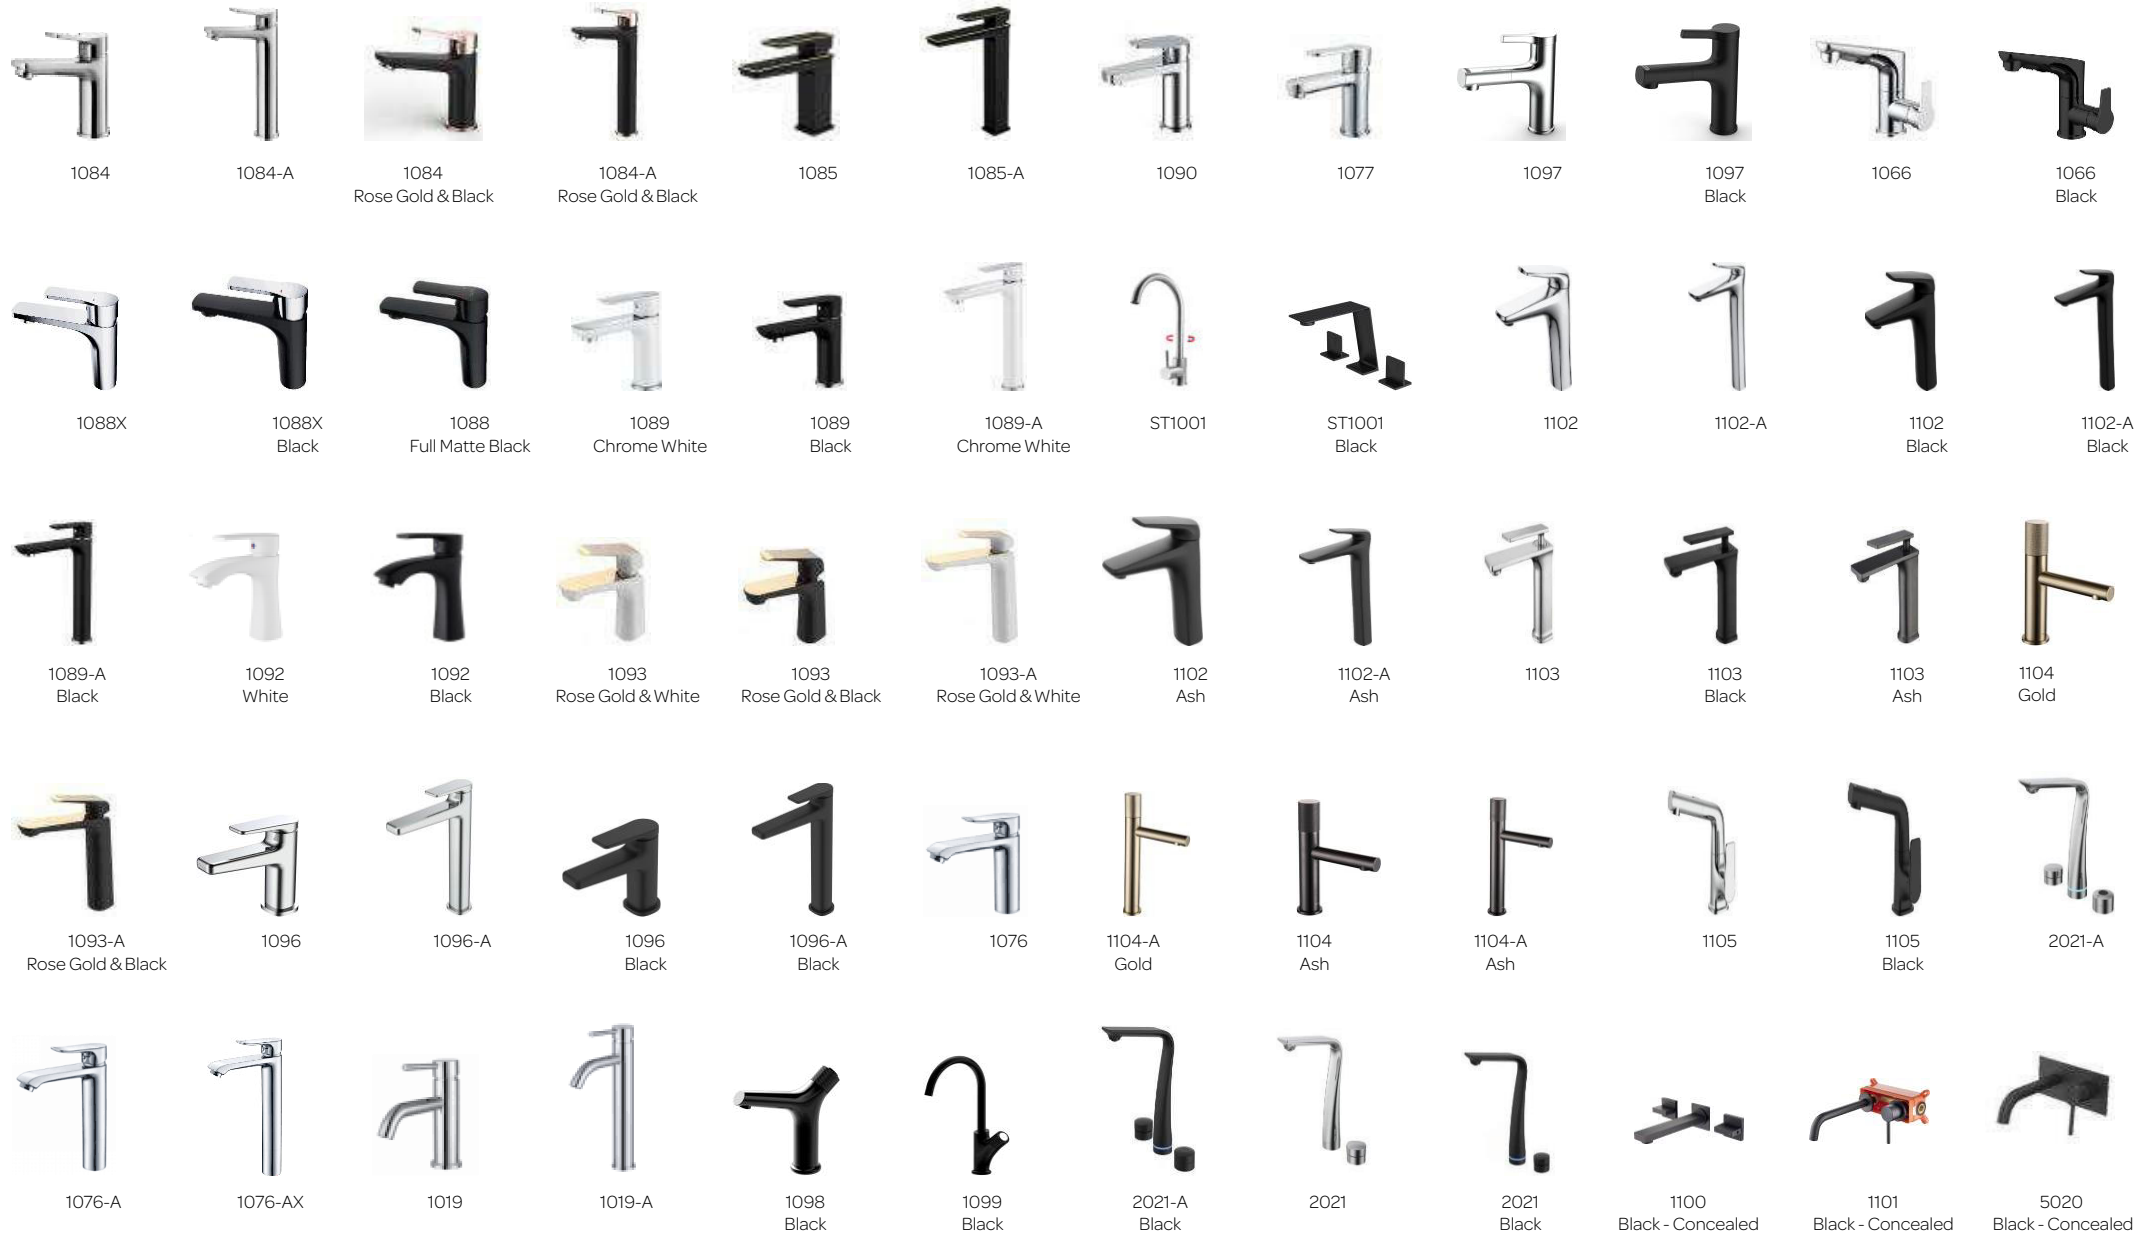 1084
1084-A
1084
Rose Gold & Black
1084-A
Rose Gold & Black
1085
1085-A
1090
1077
1097
1097
Black
1066
1066
Black
1088X
1088X
Black
1088
Full Matte Black
1089
Chrome White
1089
Black
1089-A
Chrome White
ST1001
ST1001
Black
1102
1102-A
1102
Black
1102-A
Black
1089-A
Black
1092
White
1092
Black
1093
Rose Gold & White
1093
Rose Gold & Black
1093-A
Rose Gold & White
1102
Ash
1102-A
Ash
1103
1103
Black
1103
Ash
1104
Gold
1093-A
Rose Gold & Black
1096
1096-A
1096
Black
1096-A
Black
1076
1104-A
Gold
1104
Ash
1104-A
Ash
1105
1105
Black
2021-A
1076-A
1076-AX
1019
1019-A
1098
Black
1099
Black
2021-A
Black
2021
2021
Black
1100
Black - Concealed
1101
Black - Concealed
5020
Black - Concealed